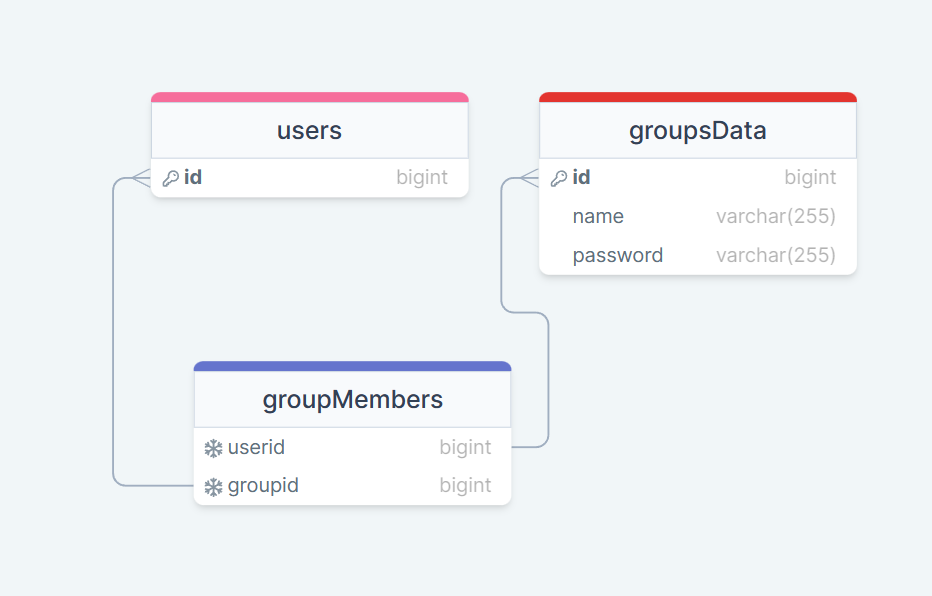 users
id bigint
groupsData
id bigint
name varchar(255)
password varchar(255)
groupMembers
userid bigint
groupid bigint